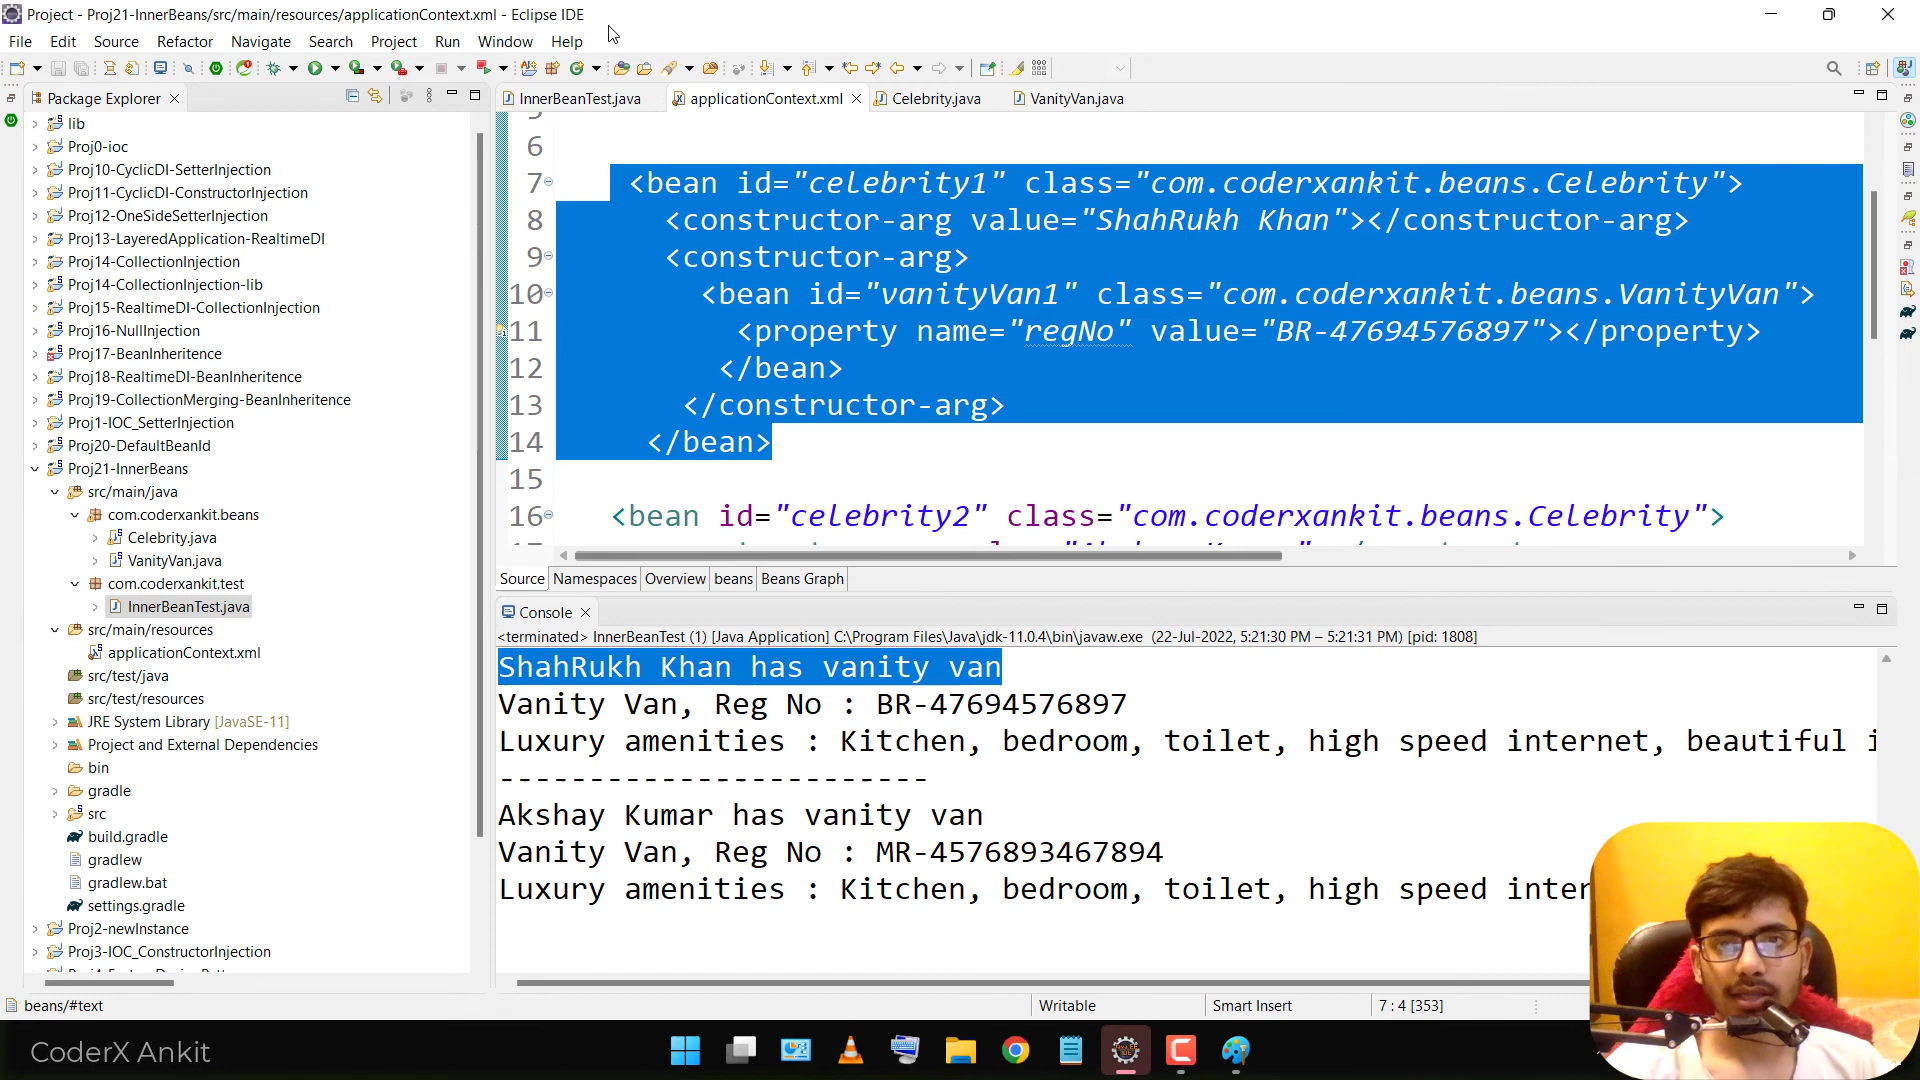 Project - Proj21-InnerBeans/src/main/resources/applicationContext.xml - Eclipse IDE
File Edit Source Refactor Navigate Search Project Run Window Help
Package Explorer
lib
Proj0-ioc
Proj10-CyclicDI-SetterInjection
Proj11-CyclicDI-ConstructorInjection
Proj12-OneSideSetterInjection
Proj13-LayeredApplication-RealtimeDI
Proj14-CollectionInjection
Proj14-CollectionInjection-lib
Proj15-RealtimeDI-CollectionInjection
Proj16-NullInjection
Proj17-BeanInheritence
Proj18-RealtimeDI-BeanInheritence
Proj19-CollectionMerging-BeanInheritence
Proj1-IOC_SetterInjection
Proj20-DefaultBeanId
Proj21-InnerBeans
src/main/java
com.coderxankit.beans
Celebrity.java
VanityVan.java
com.coderxankit.test
InnerBeanTest.java
src/main/resources
applicationContext.xml
src/test/java
src/test/resources
JRE System Library [JavaSE-11]
Project and External Dependencies
bin
gradle
src
build.gradle
gradlew
gradlew.bat
settings.gradle
Proj2-newInstance
Proj3-IOC_ConstructorInjection
InnerBeanTest.java applicationContext.xml Celebrity.java VanityVan.java
5
6
7 <bean id="celebrity1" class="com.coderxankit.beans.Celebrity">
8 <constructor-arg value="ShahRukh Khan"></constructor-arg>
9 <constructor-arg>
10 <bean id="vanityVan1" class="com.coderxankit.beans.VanityVan">
11 <property name="regNo" value="BR-47694576897"></property>
12 </bean>
13 </constructor-arg>
14 </bean>
15
16 <bean id="celebrity2" class="com.coderxankit.beans.Celebrity">
Source Namespaces Overview beans Beans Graph
Console
<terminated> InnerBeanTest (1) [Java Application] C:\Program Files\Java\jdk-11.0.4\bin\javaw.exe (22-Jul-2022, 5:21:30 PM – 5:21:31 PM) [pid: 1808]
ShahRukh Khan has vanity van
Vanity Van, Reg No : BR-47694576897
Luxury amenities : Kitchen, bedroom, toilet, high speed internet, beautiful i
------------------------
Akshay Kumar has vanity van
Vanity Van, Reg No : MR-4576893467894
Luxury amenities : Kitchen, bedroom, toilet, high speed inter
beans/#text Writable Smart Insert 7 : 4 [353]
CoderX Ankit